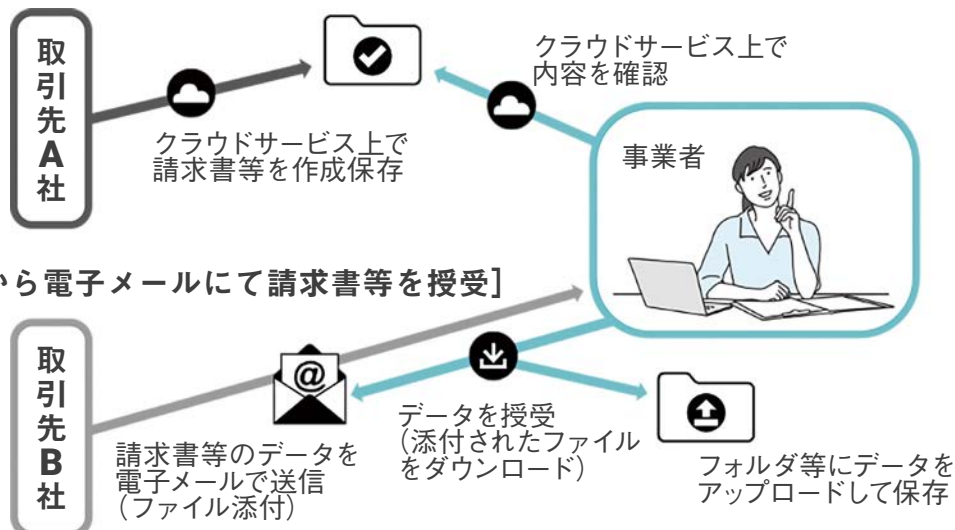 取引先A社
クラウドサービス上で
請求書等を作成保存
クラウドサービス上で
内容を確認
事業者
から電子メールにて請求書等を授受]
取引先B社
@
請求書等のデータを
電子メールで送信
（ファイル添付）
データを授受
（添付されたファイル
をダウンロード）
フォルダ等にデータを
アップロードして保存